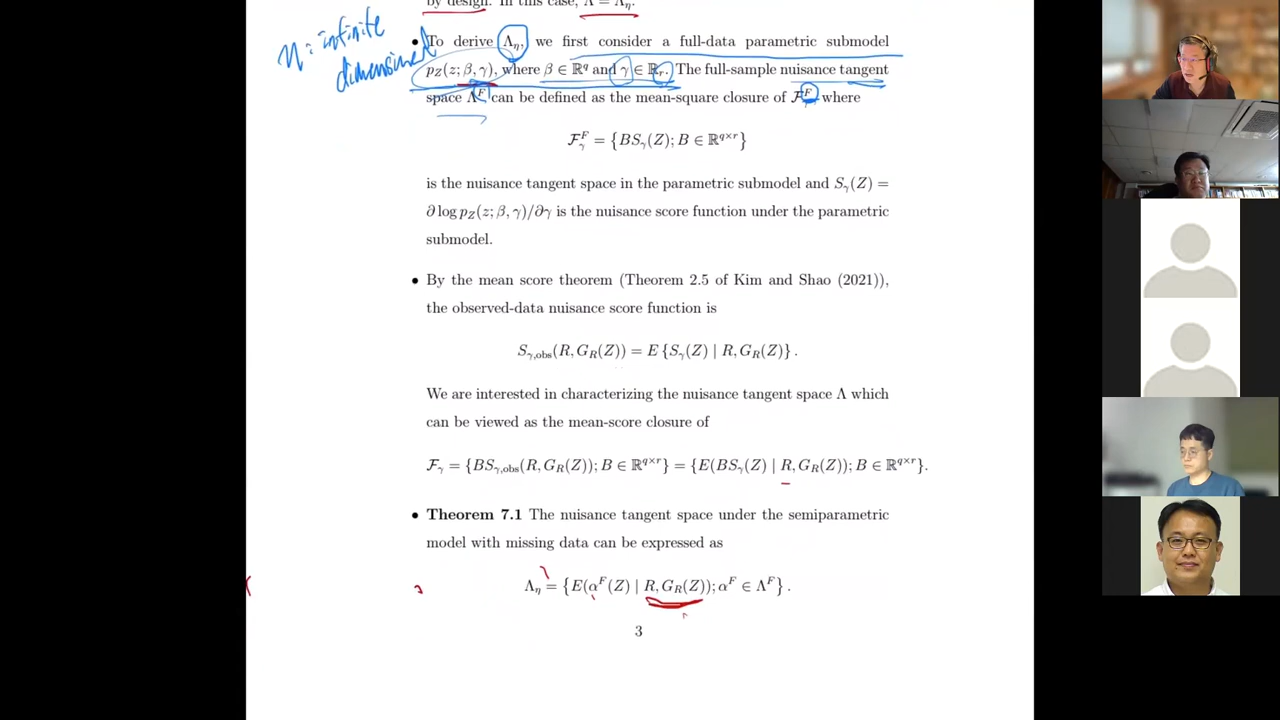 by design. In this case, Λ = Λ_η.
η : infinite
dimensional
• To derive Λ_η, we first consider a full-data parametric submodel
p_Z(z; β, γ), where β ∈ ℝ^q and γ ∈ ℝ_r. The full-sample nuisance tangent
space Λ^F can be defined as the mean-square closure of ℱ_γ^F where
ℱ_γ^F = {BS_γ(Z); B ∈ ℝ^{q×r}}
is the nuisance tangent space in the parametric submodel and S_γ(Z) =
∂ log p_Z(z; β, γ)/∂γ is the nuisance score function under the parametric
submodel.
• By the mean score theorem (Theorem 2.5 of Kim and Shao (2021)),
the observed-data nuisance score function is
S_{γ,obs}(R, G_R(Z)) = E {S_γ(Z) | R, G_R(Z)} .
We are interested in characterizing the nuisance tangent space Λ which
can be viewed as the mean-score closure of
ℱ_γ = {BS_{γ,obs}(R, G_R(Z)); B ∈ ℝ^{q×r}} = {E(BS_γ(Z) | R, G_R(Z)); B ∈ ℝ^{q×r}}.
• Theorem 7.1 The nuisance tangent space under the semiparametric
model with missing data can be expressed as
Λ_η = {E(α^F(Z) | R, G_R(Z)); α^F ∈ Λ^F} .
3